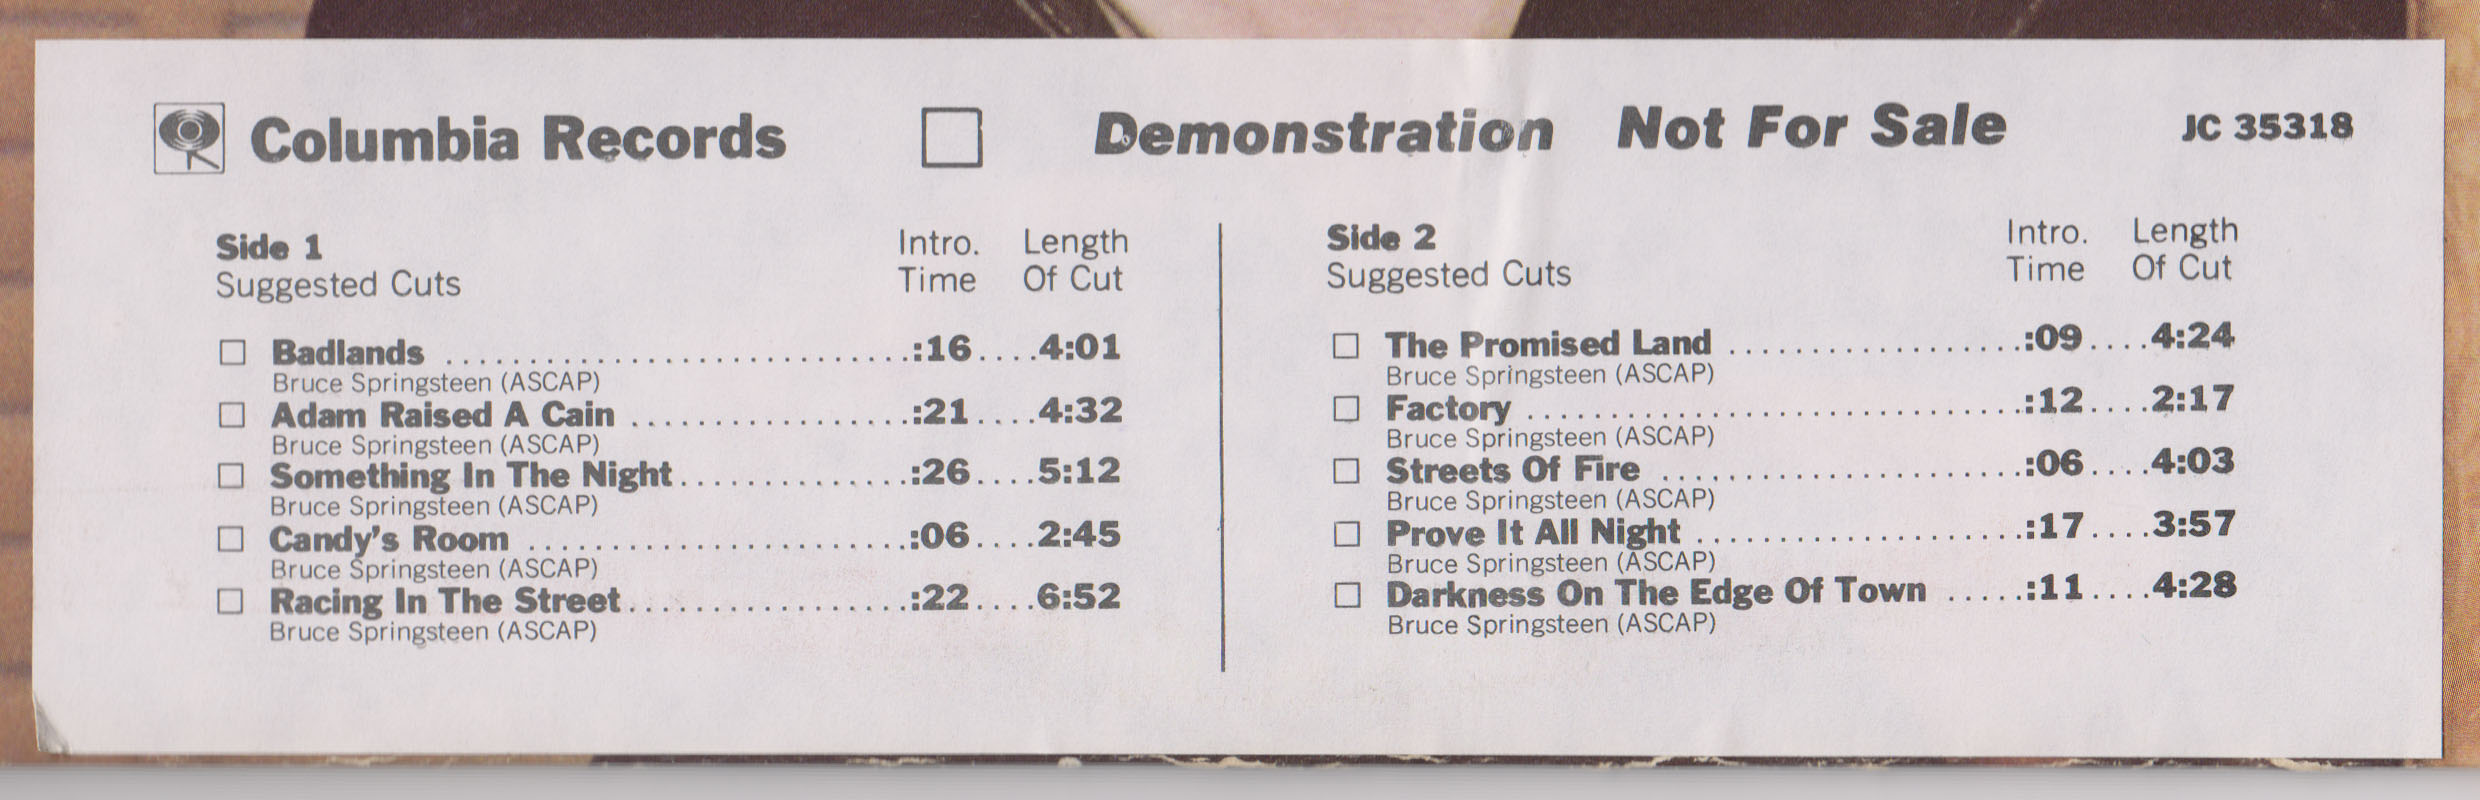 Columbia Records Demonstration Not For Sale JC 35318
Side 1
Suggested Cuts
Intro. Time
Length Of Cut
Badlands ............................:16....4:01
Bruce Springsteen (ASCAP)
Adam Raised A Cain .................:21....4:32
Bruce Springsteen (ASCAP)
Something In The Night..............:26....5:12
Bruce Springsteen (ASCAP)
Candy's Room .......................:06....2:45
Bruce Springsteen (ASCAP)
Racing In The Street.................:22....6:52
Bruce Springsteen (ASCAP)
Side 2
Suggested Cuts
Intro. Time
Length Of Cut
The Promised Land ..................:09....4:24
Bruce Springsteen (ASCAP)
Factory ..............................:12....2:17
Bruce Springsteen (ASCAP)
Streets Of Fire ......................:06....4:03
Bruce Springsteen (ASCAP)
Prove It All Night ....................:17....3:57
Bruce Springsteen (ASCAP)
Darkness On The Edge Of Town .....:11....4:28
Bruce Springsteen (ASCAP)